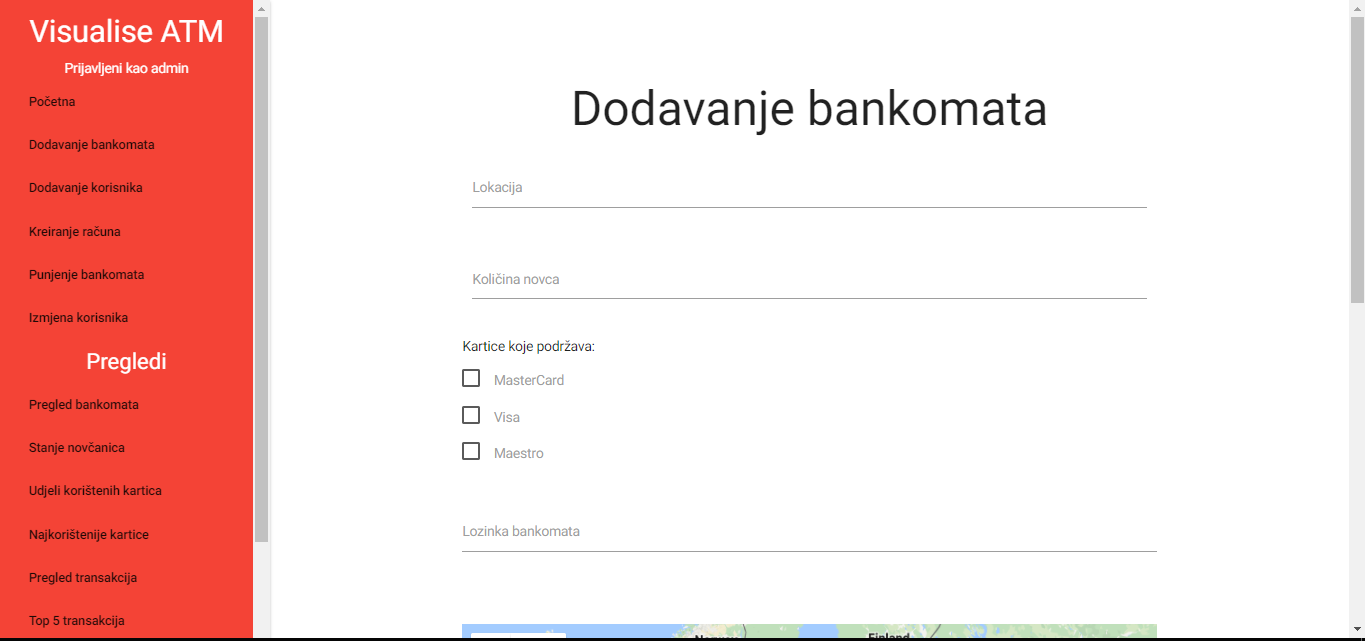 Visualise ATM
Prijavljeni kao admin
Početna
Dodavanje bankomata
Dodavanje korisnika
Kreiranje računa
Punjenje bankomata
Izmjena korisnika
Pregledi
Pregled bankomata
Stanje novčanica
Udjeli korištenih kartica
Najkorištenije kartice
Pregled transakcija
Top 5 transakcija
Dodavanje bankomata
Lokacija
Količina novca
Kartice koje podržava:
MasterCard
Visa
Maestro
Lozinka bankomata
Norway
Finland